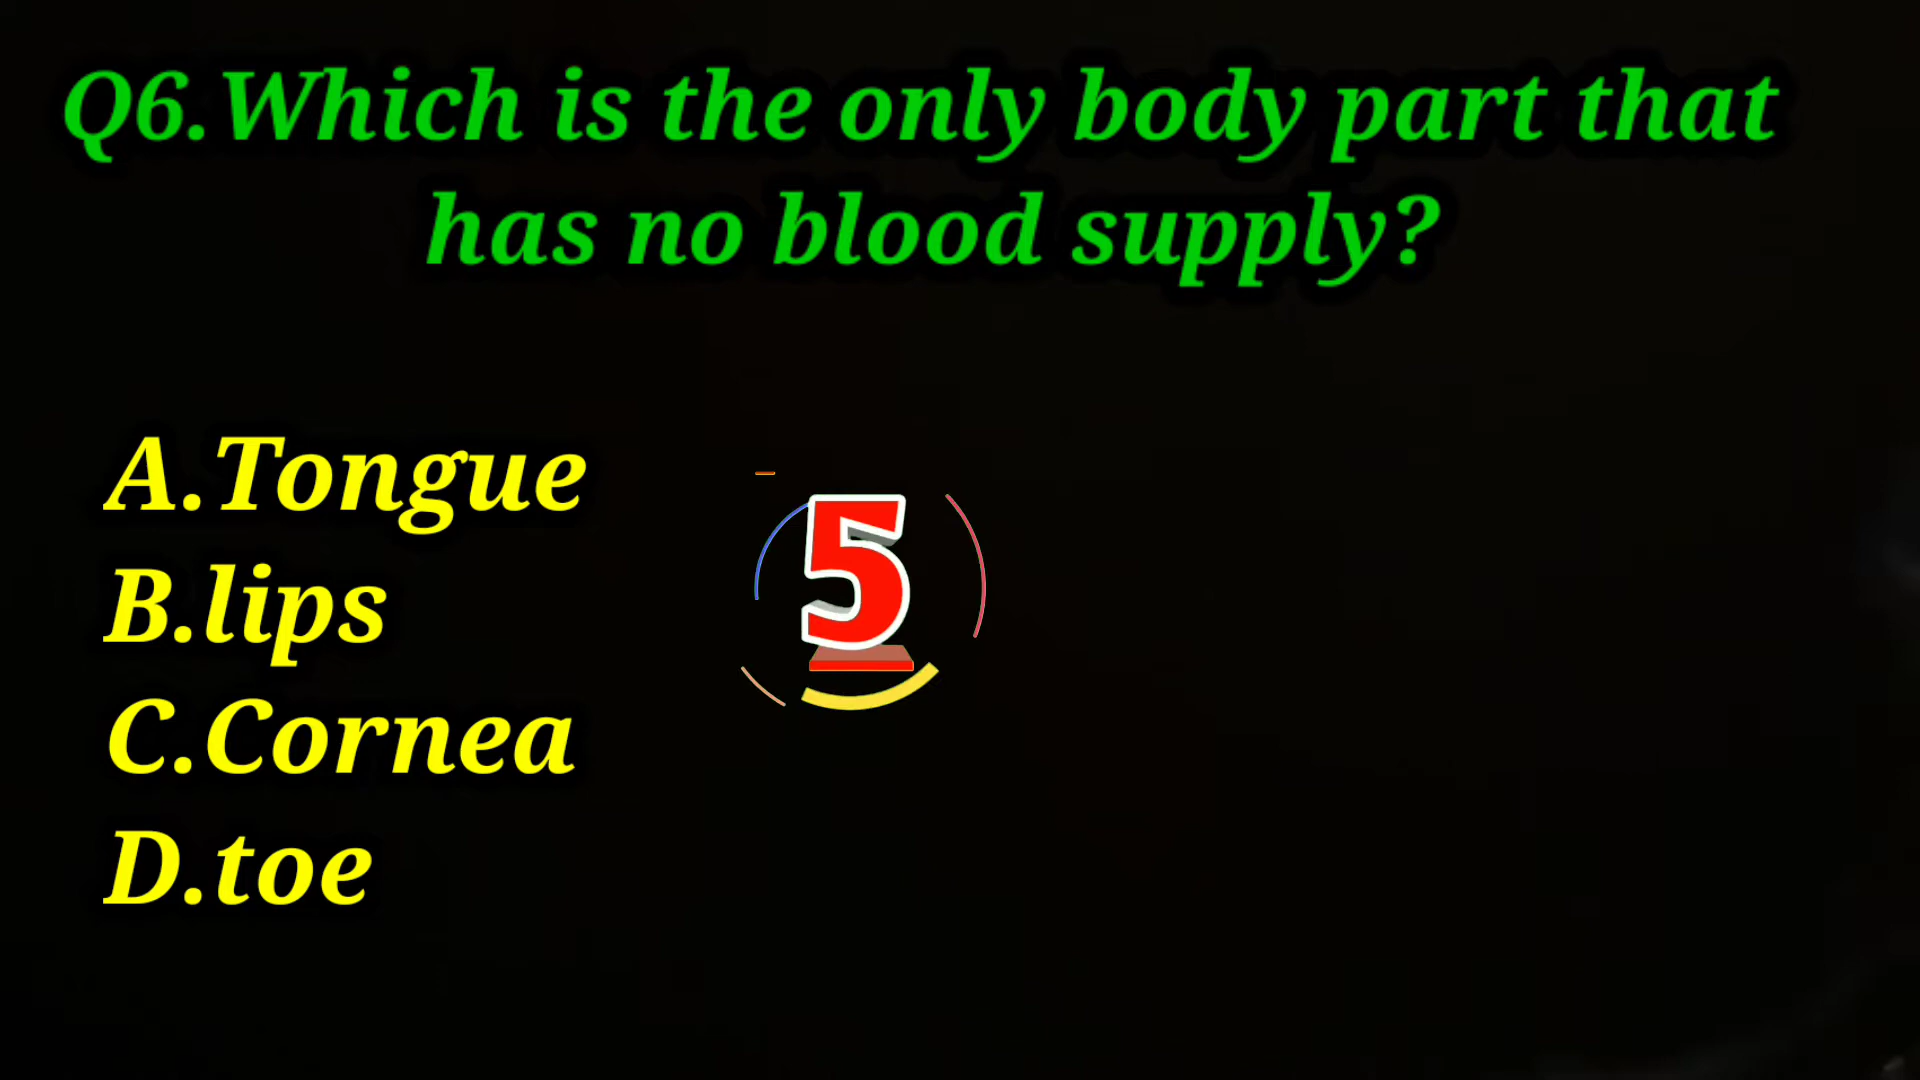 Q6.Which is the only body part that
has no blood supply?
A.Tongue
5
B.lips
C.Cornea
D.toe